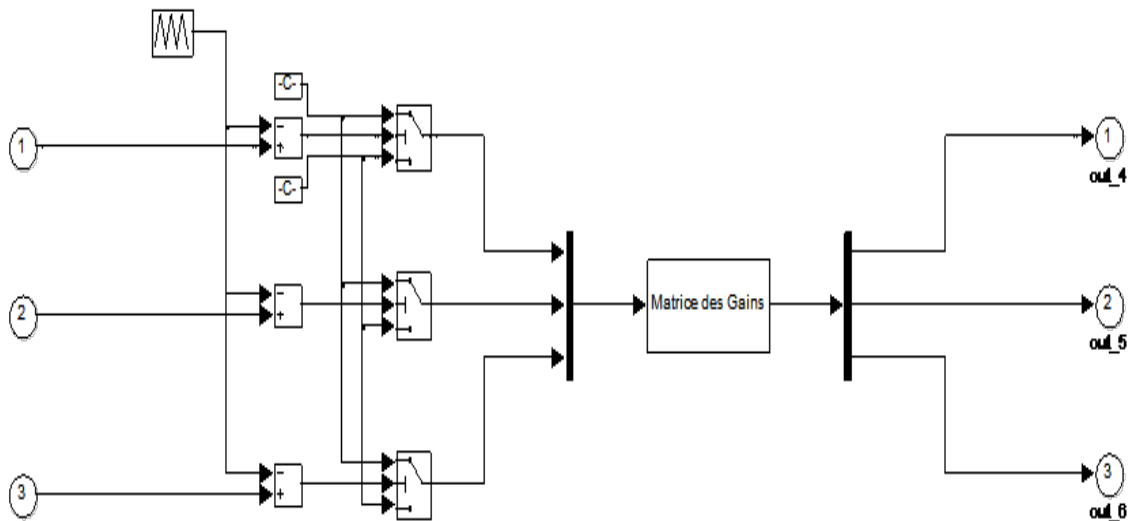 -C-
−
+
1
-C-
1
out_4
−
+
2
Matrice des Gains
2
out_5
−
+
3
3
out_6